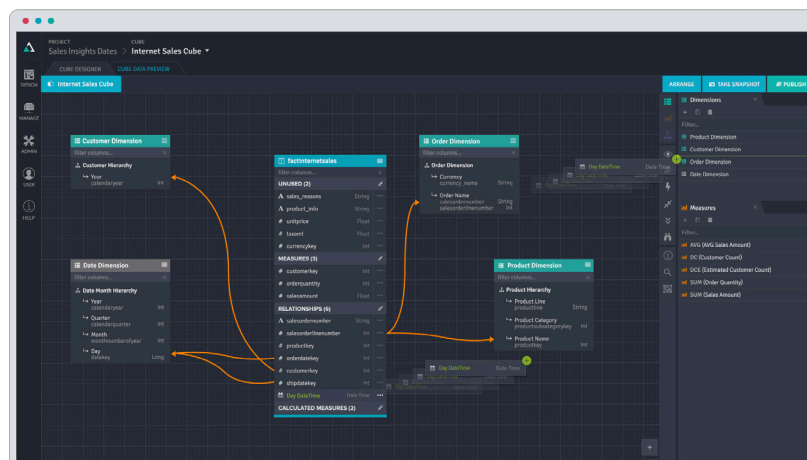 PROJECT
Sales Insights Dates > 
CUBE
Internet Sales Cube
CUBE DESIGNER
CUBE DATA PREVIEW
DESIGN
MANAGE
ADMIN
USER
HELP
Internet Sales Cube
ARRANGE
TAKE SNAPSHOT
PUBLISH
Customer Dimension
Filter columns...
Customer Hierarchy
Year
calendaryear Int
Date Dimension
Filter columns...
Date Month Hierarchy
Year
calendaryear Int
Quarter
calendarquarter Int
Month
monthnumberofyear Int
Day
datekey Long
factinternetsales
Filter columns...
UNUSED (2)
A sales_reasons String
A product_info String
# unitprice Float
# taxamt Float
# currencykey Int
MEASURES (3)
# customerkey Int
# orderquantity Int
# salesamount Float
RELATIONSHIPS (6)
A salesordernumber String
# salesorderlinenumber Int
# productkey Int
# orderdatekey Int
# customerkey Int
# shipdatekey Int
Day DateTime Date Time
CALCULATED MEASURES (2)
Order Dimension
Filter columns...
Order Dimension
Currency
currency_name String
Order Name
salesordernumber String
salesorderlinenumber Int
Product Dimension
Filter columns...
Product Hierarchy
Product Line
productline String
Product Category
productsubcategorykey Int
Product Name
productkey Int
Day DateTime Date Time
Day DateTime Date Time
Dimensions
Filter...
Product Dimension
Customer Dimension
Order Dimension
Date Dimension
Measures
Filter...
AVG (AVG Sales Amount)
DC (Customer Count)
DCE (Estimated Customer Count)
SUM (Order Quantity)
SUM (Sales Amount)